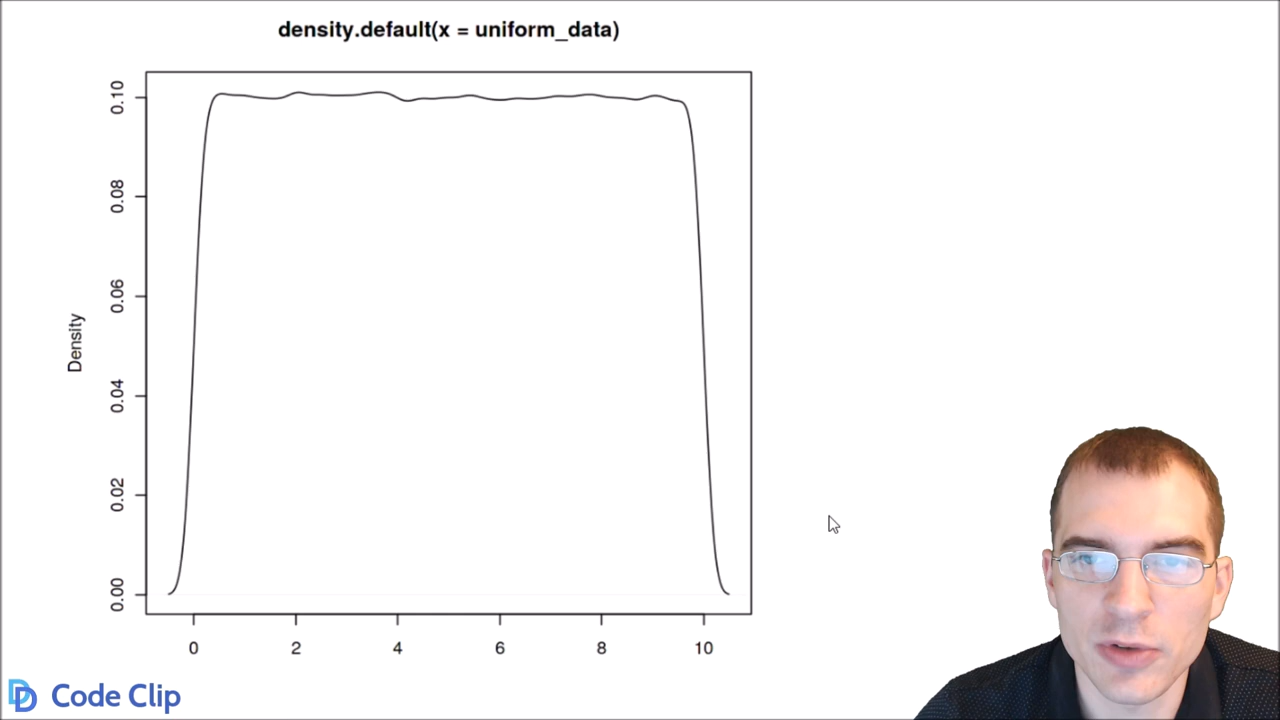 density.default(x = uniform_data)
0.10
0.08
0.06
0.04
0.02
0.00
Density
0 2 4 6 8 10
Code Clip